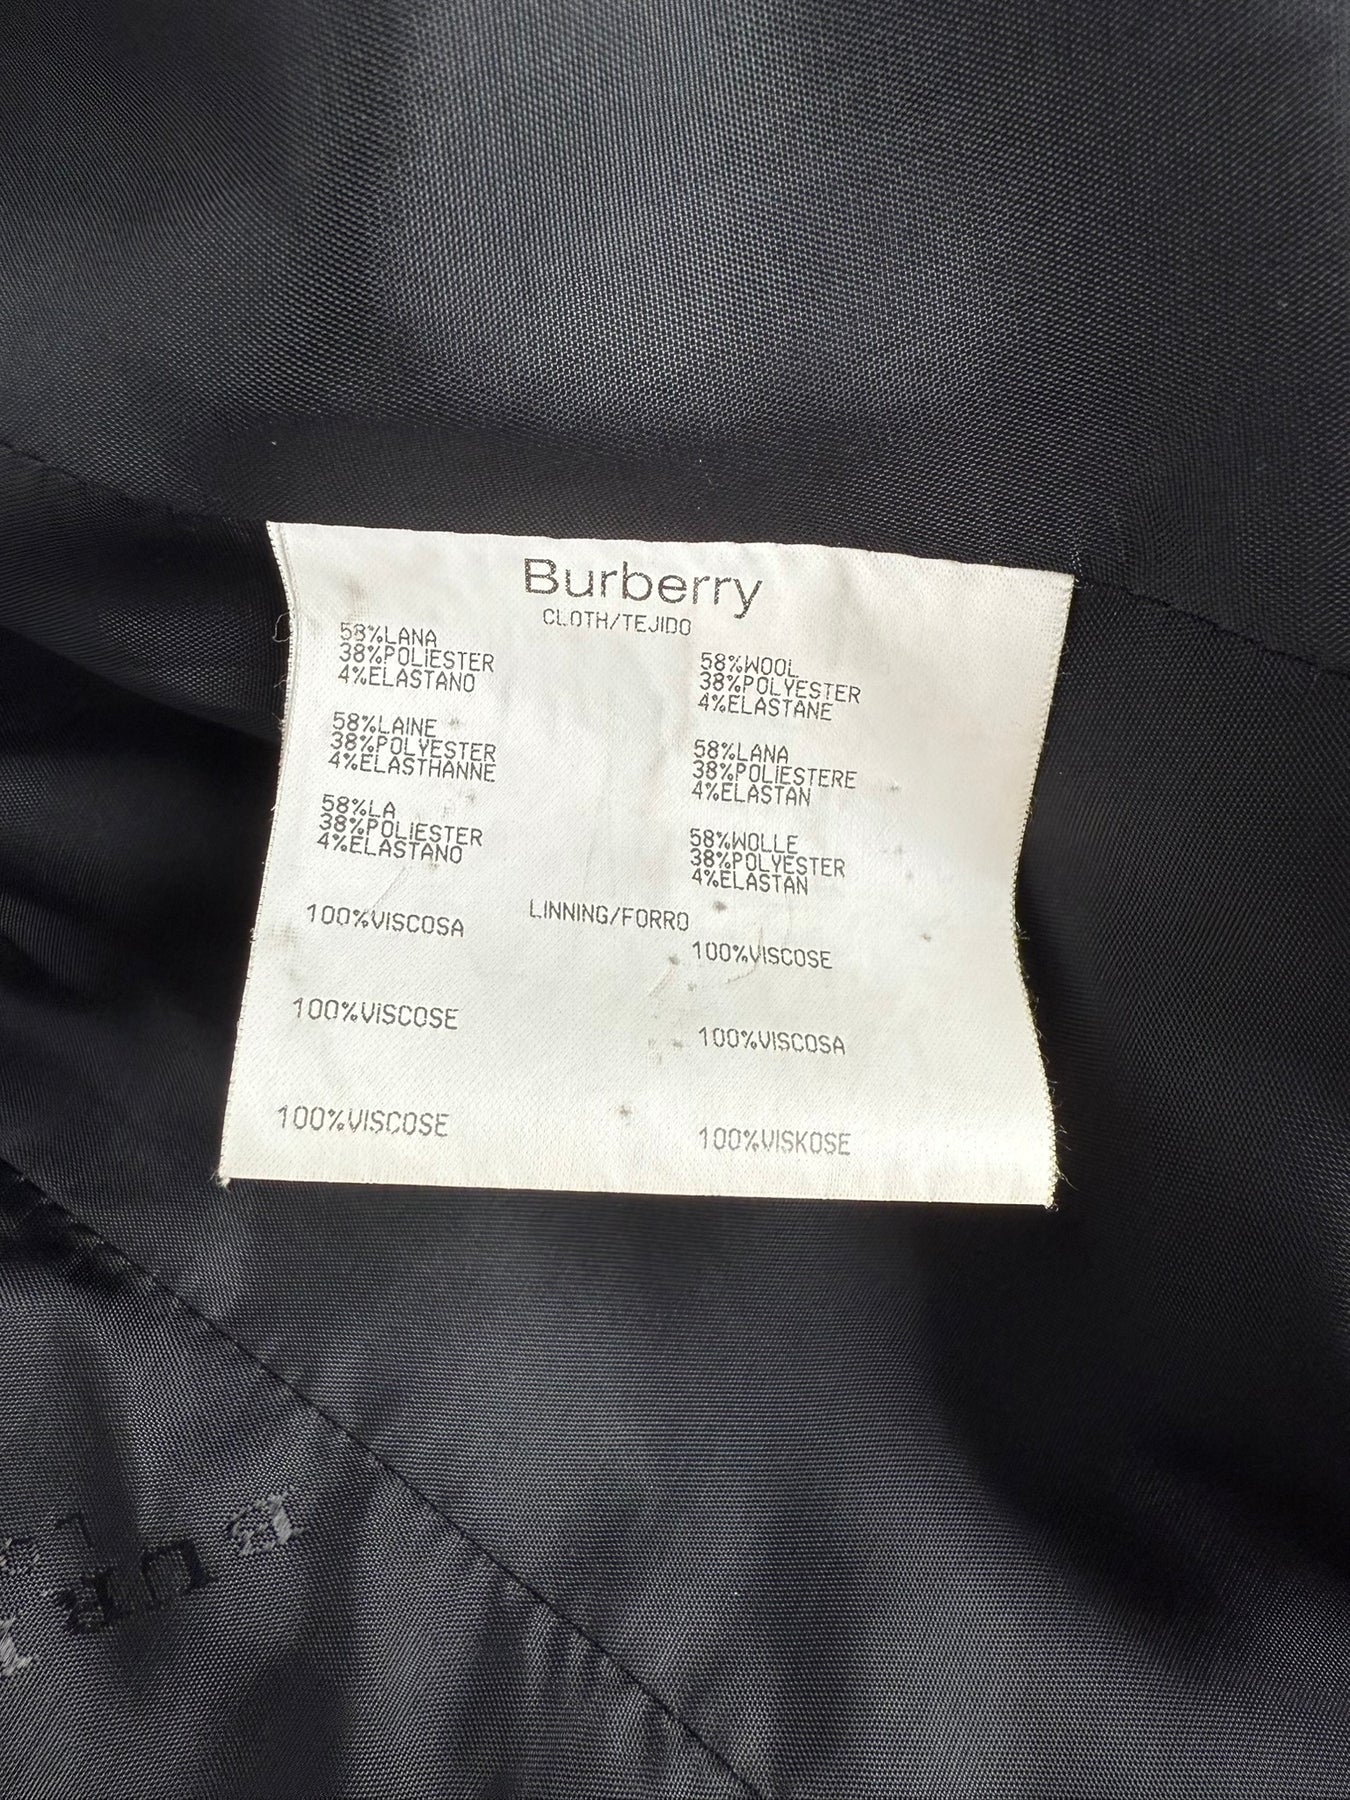 Burberry
CLOTH/TEJIDO
58%LANA
38%POLIESTER
4%ELASTANO
58%WOOL
38%POLYESTER
4%ELASTANE
58%LAINE
38%POLYESTER
4%ELASTHANNE
58%LANA
38%POLIESTERE
4%ELASTAN
58%LA
38%POLIESTER
4%ELASTANO
58%WOLLE
38%POLYESTER
4%ELASTAN
LINNING/FORRO
100%VISCOSA
100%VISCOSE
100%VISCOSE
100%VISCOSA
100%VISCOSE
100%VISKOSE